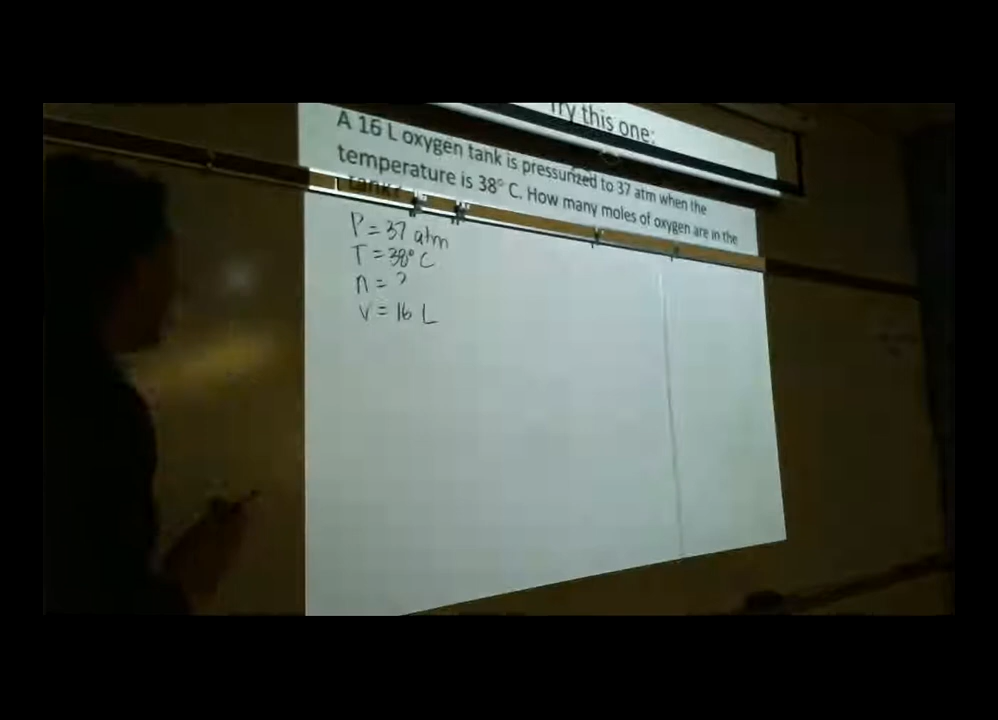 Try this one:
A 16 L oxygen tank is pressurized to 37 atm when the
temperature is 38° C. How many moles of oxygen are in the
tank?
P = 37 atm
T = 38° C
n = ?
V = 16 L